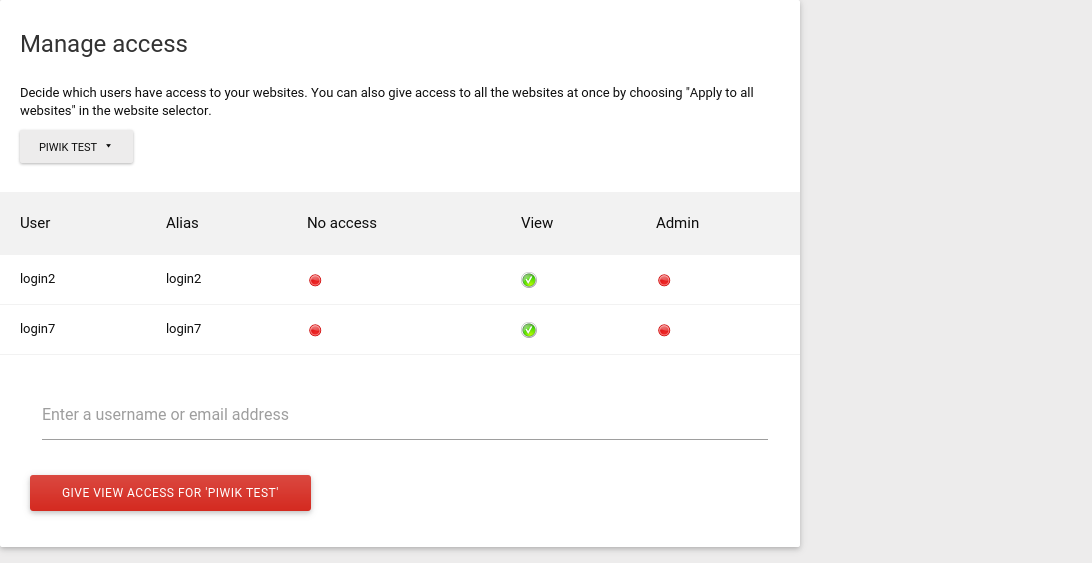 Manage access
Decide which users have access to your websites. You can also give access to all the websites at once by choosing "Apply to all
websites" in the website selector.
PIWIK TEST
User Alias No access View Admin
login2 login2
login7 login7
Enter a username or email address
GIVE VIEW ACCESS FOR 'PIWIK TEST'